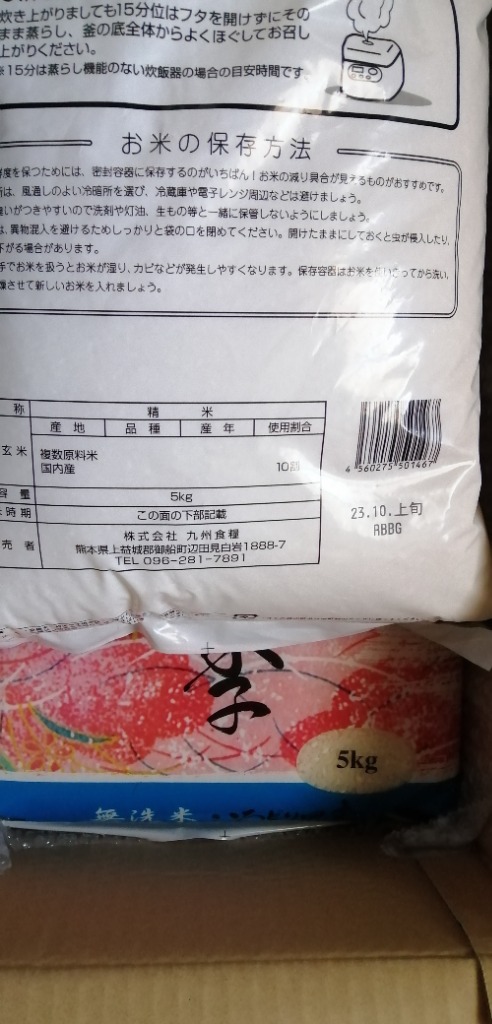 炊き上がりましても15分位はフタを開けずにその
まま蒸らし、釜の底全体からよくほぐしてお召し
上がりください。
※15分は蒸らし機能のない炊飯器の場合の目安時間です
お米の保存方法
度を保つためには、密封容器に保存するのがいちばん！お米の減り具合が見えるものがおすすめです。
は、風通しのよい冷暗所を選び、冷蔵庫や電子レンジ周辺などは避けましょう。
いがつきやすいので洗剤や灯油、生もの等と一緒に保管しないようにしましょう。
、異物混入を避けるためしっかりと袋の口を閉めてください。開けたままにしておくと虫が侵入したり、
下がる場合があります。
手でお米を扱うとお米が湿り、カビなどが発生しやすくなります。保存容器はお米を使いきってから洗い、
燥させて新しいお米を入れましょう。
称 精米
産地 品種 産年 使用割合
玄米 複数原料米
国内産 10割
容量 5kg
時期 この面の下部記載
売者 株式会社 九州食糧
熊本県上益城郡御船町辺田見白岩1888-7
TEL 096-281-7891
4 560275 501467
23.10.上旬
ABBG
5kg
無洗米